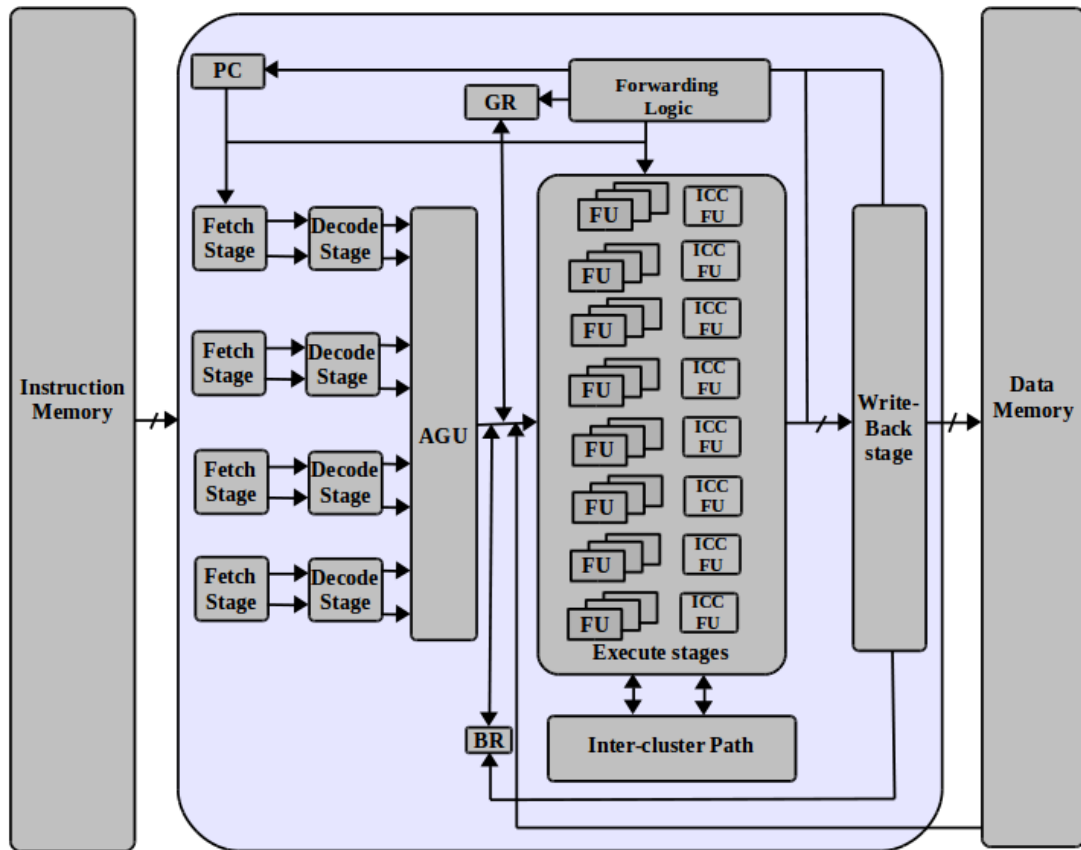 Instruction
Memory
PC
GR
Forwarding
Logic
Fetch
Stage
Decode
Stage
Fetch
Stage
Decode
Stage
Fetch
Stage
Decode
Stage
Fetch
Stage
Decode
Stage
AGU
FU
ICC
FU
FU
ICC
FU
FU
ICC
FU
FU
ICC
FU
FU
ICC
FU
FU
ICC
FU
FU
ICC
FU
FU
ICC
FU
Execute stages
BR
Inter-cluster Path
Write-
Back
stage
Data
Memory